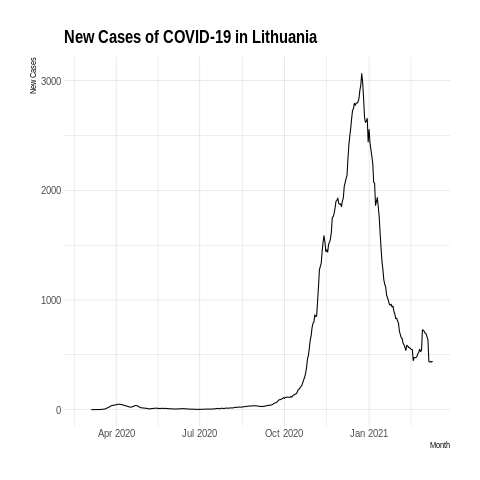 New Cases of COVID-19 in Lithuania
New Cases
3000
2000
1000
0
Apr 2020 Jul 2020 Oct 2020 Jan 2021
Month